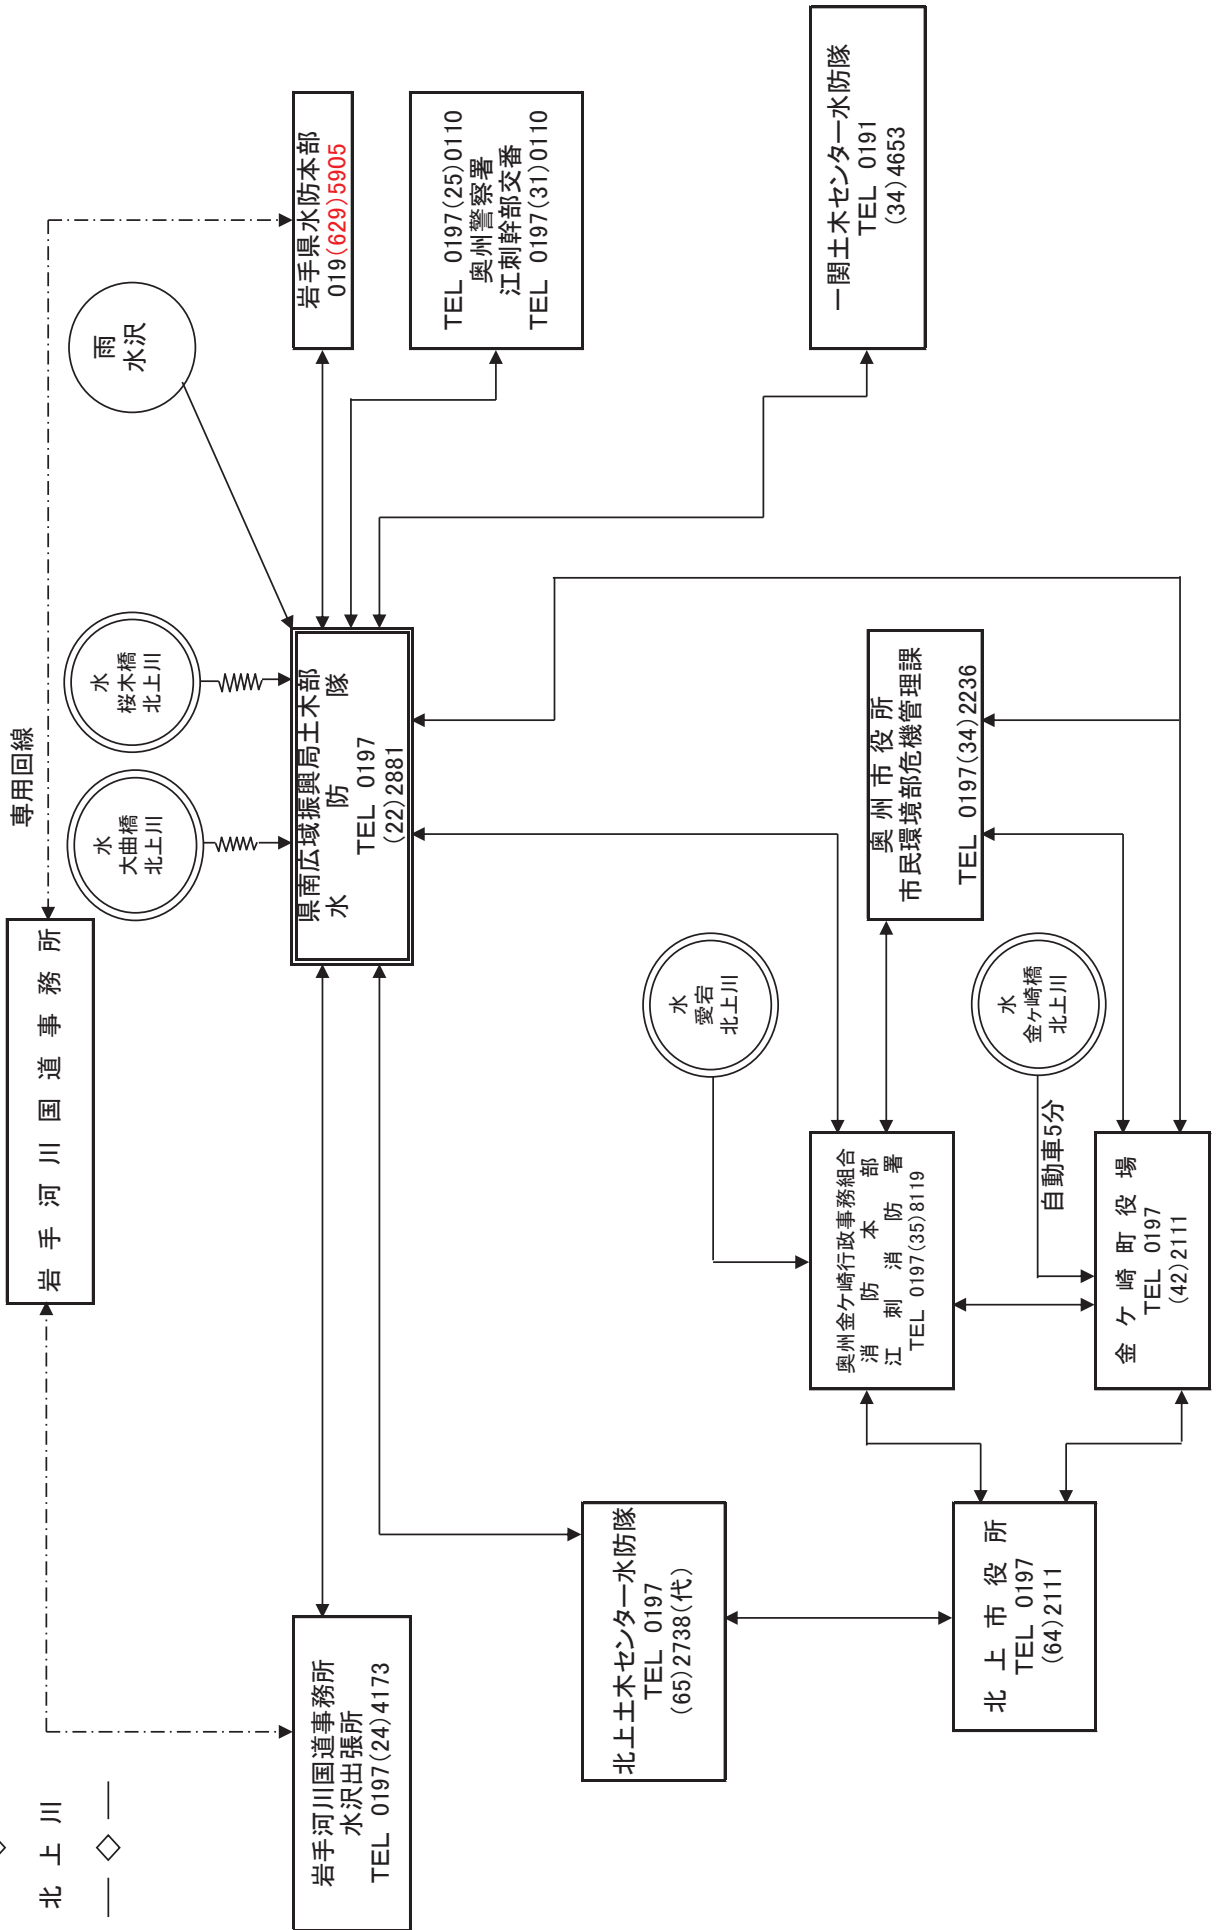 北上川
専用回線
岩手河川国道事務所
水
大曲橋
北上川
水
桜木橋
北上川
雨
水沢
岩手河川国道事務所
水沢出張所
TEL 0197(24)4173
県南広域振興局土木部
水防隊
TEL 0197
(22)2881
岩手県水防本部
019(629)5905
TEL 0197(25)0110
奥州警察署
江刺幹部交番
TEL 0197(31)0110
北上土木センター水防隊
TEL 0197
(65)2738(代)
水
愛宕
北上川
奥州金ケ崎行政事務組合
消防本部
江刺消防署
TEL 0197(35)8119
奥州市役所
市民環境部危機管理課
TEL 0197(34)2236
一関土木センター水防隊
TEL 0191
(34)4653
北上市役所
TEL 0197
(64)2111
水
金ヶ崎橋
北上川
自動車5分
金ケ崎町役場
TEL 0197
(42)2111